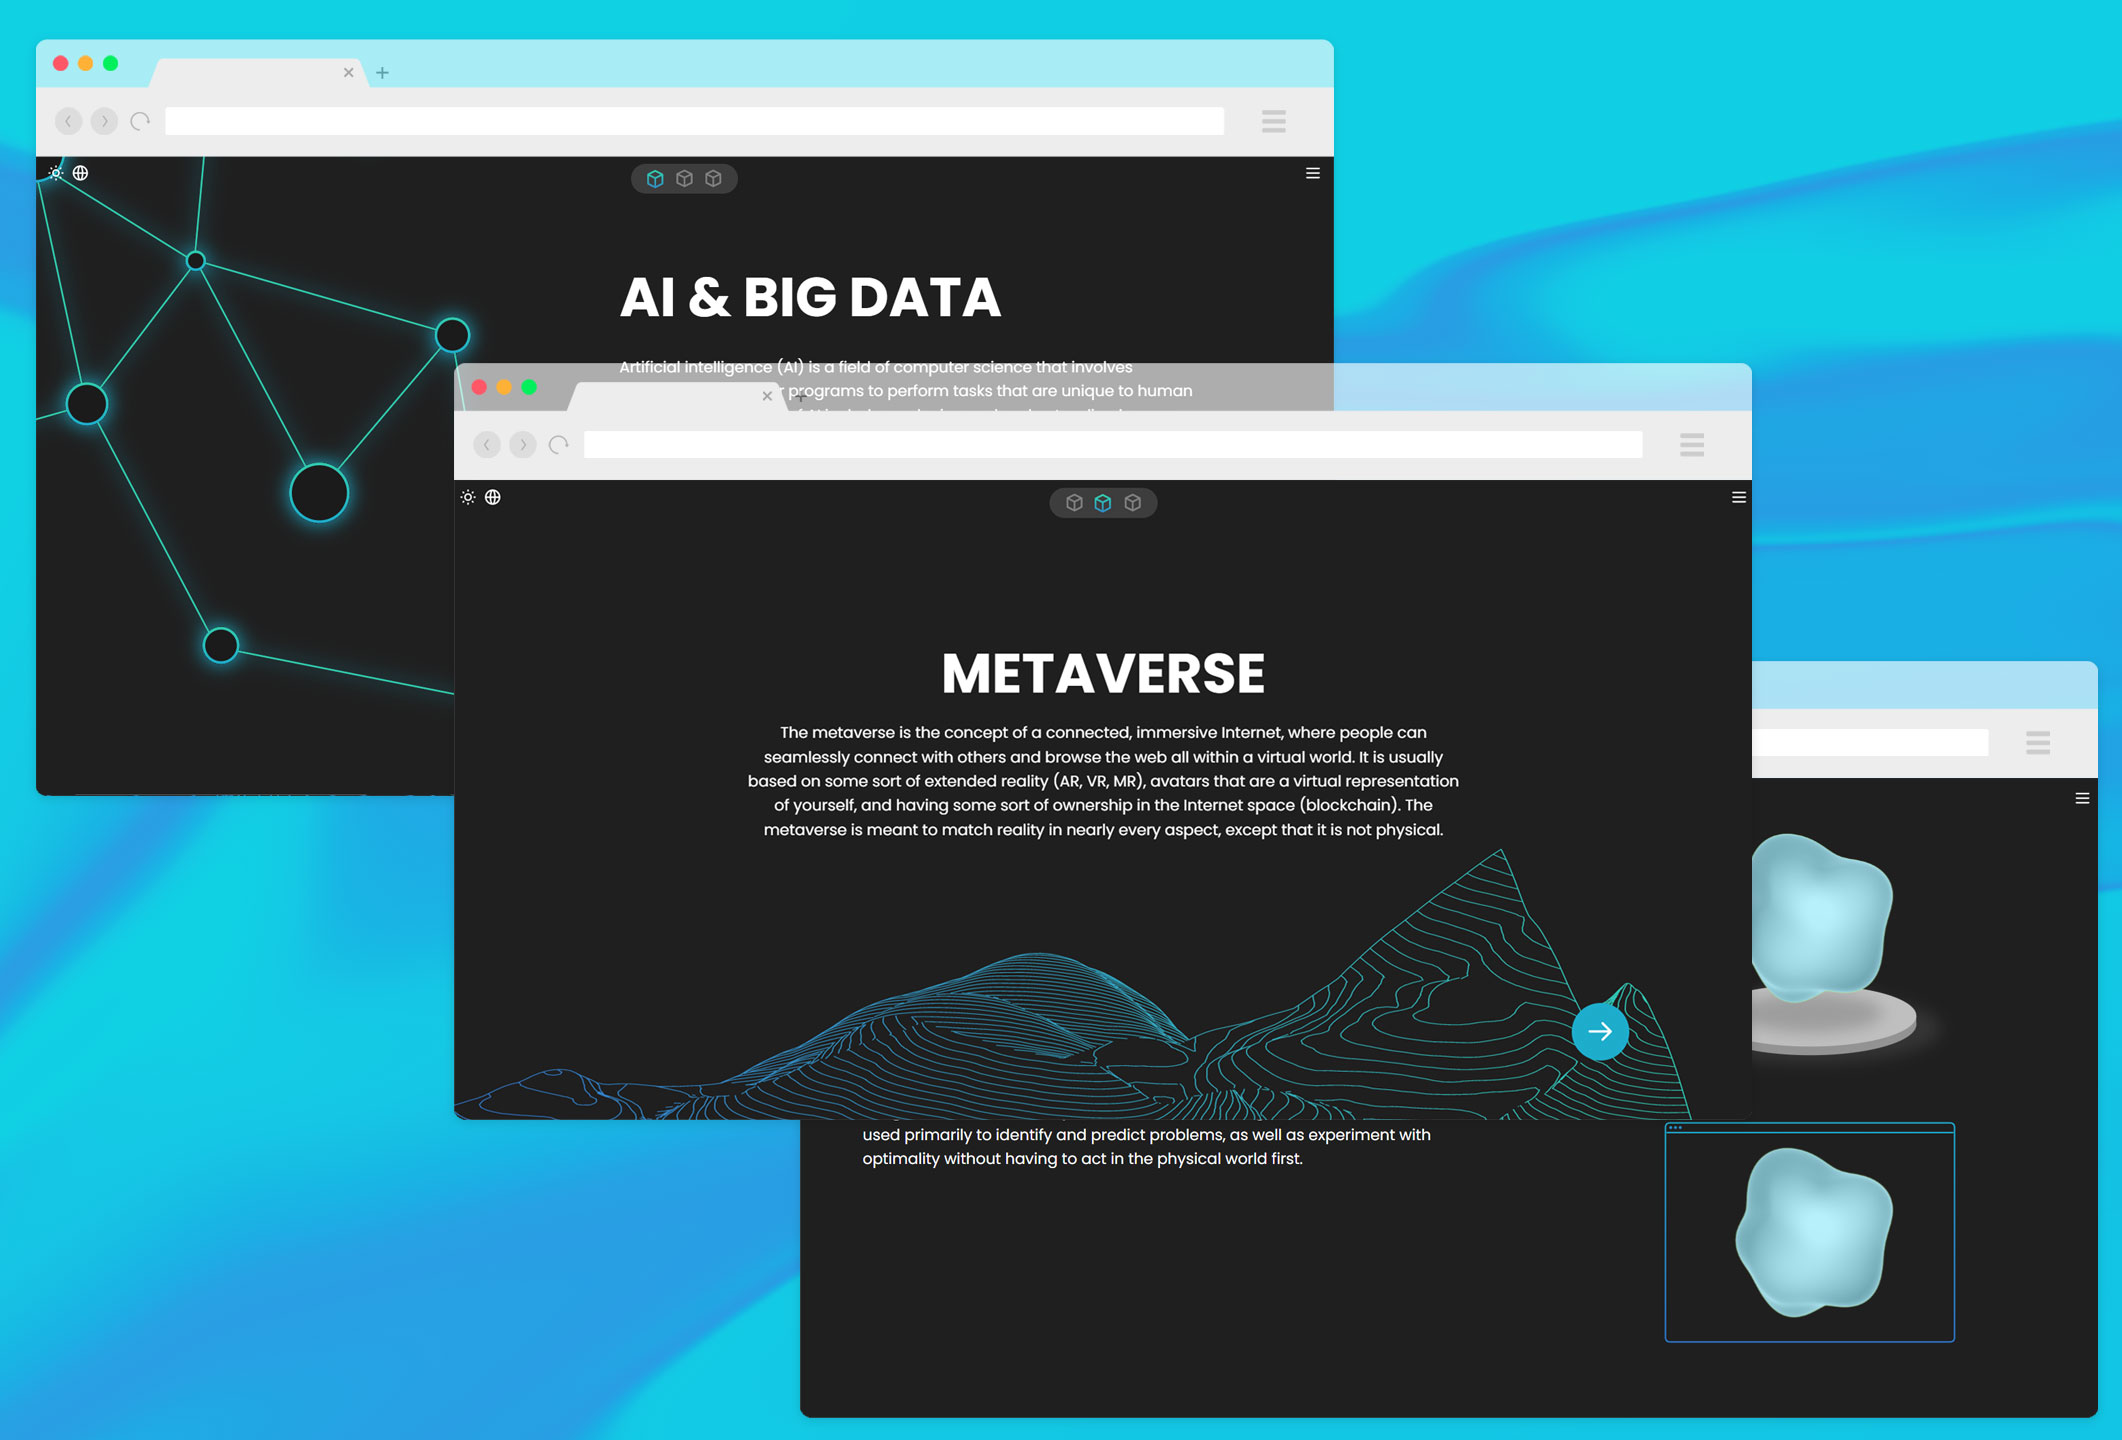 AI & BIG DATA
Artificial intelligence (AI) is a field of computer science that involves
programs to perform tasks that are unique to human
METAVERSE
The metaverse is the concept of a connected, immersive Internet, where people can
seamlessly connect with others and browse the web all within a virtual world. It is usually
based on some sort of extended reality (AR, VR, MR), avatars that are a virtual representation
of yourself, and having some sort of ownership in the Internet space (blockchain). The
metaverse is meant to match reality in nearly every aspect, except that it is not physical.
used primarily to identify and predict problems, as well as experiment with
optimality without having to act in the physical world first.